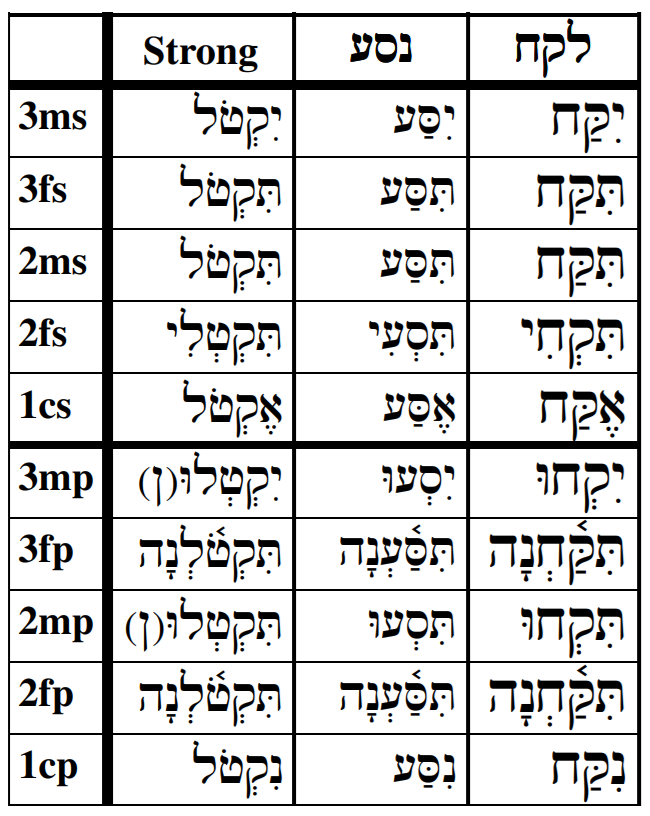 Strong נסע לקח
3ms יִקְטֹל יִסַּע יִקַּח
3fs תִּקְטֹל תִּסַּע תִּקַּח
2ms תִּקְטֹל תִּסַּע תִּקַּח
2fs תִּקְטְלִי תִּסְעִי תִּקְחִי
1cs אֶקְטֹל אֶסַּע אֶקַּח
3mp יִקְטְלוּ(ן) יִסְעוּ יִקְחוּ
3fp תִּקְטֹ֫לְנָה תִּסַּ֫עְנָה תִּקַּ֫חְנָה
2mp תִּקְטְלוּ(ן) תִּסְעוּ תִּקְחוּ
2fp תִּקְטֹ֫לְנָה תִּסַּ֫עְנָה תִּקַּ֫חְנָה
1cp נִקְטֹל נִסַּע נִקַּח